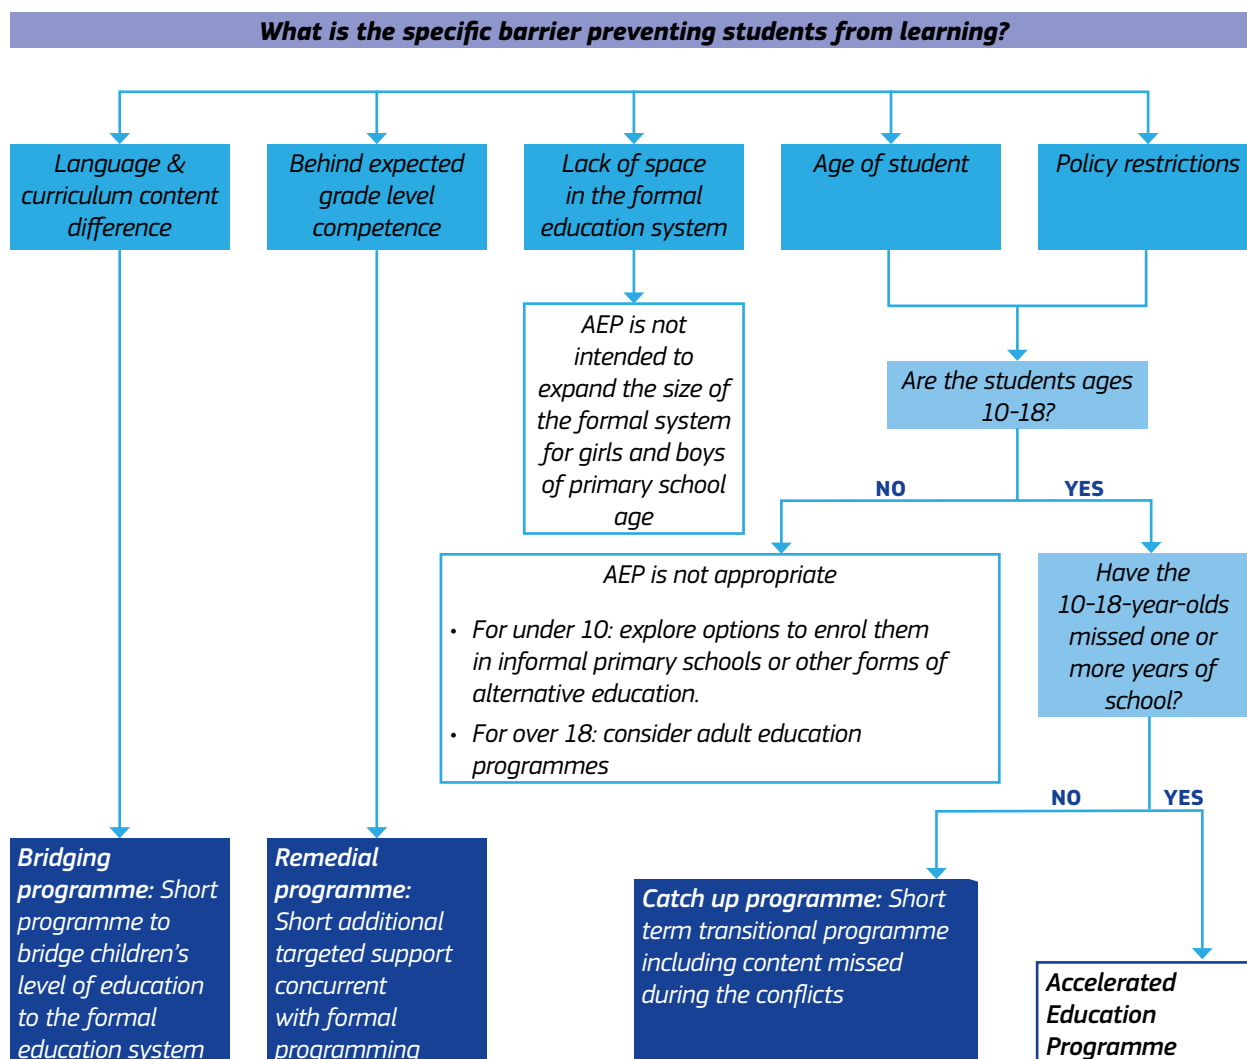 What is the specific barrier preventing students from learning?
Language &
curriculum content
difference
Behind expected
grade level
competence
Lack of space
in the formal
education system
Age of student
Policy restrictions
AEP is not
intended to
expand the size of
the formal system
for girls and boys
of primary school
age
Are the students ages
10-18?
NO
YES
AEP is not appropriate
• For under 10: explore options to enrol them
in informal primary schools or other forms of
alternative education.
• For over 18: consider adult education
programmes
Have the
10-18-year-olds
missed one or
more years of
school?
NO
YES
Bridging
programme: Short
programme to
bridge children's
level of education
to the formal
education system
Remedial
programme:
Short additional
targeted support
concurrent
with formal
programming
Catch up programme: Short
term transitional programme
including content missed
during the conflicts
Accelerated
Education
Programme